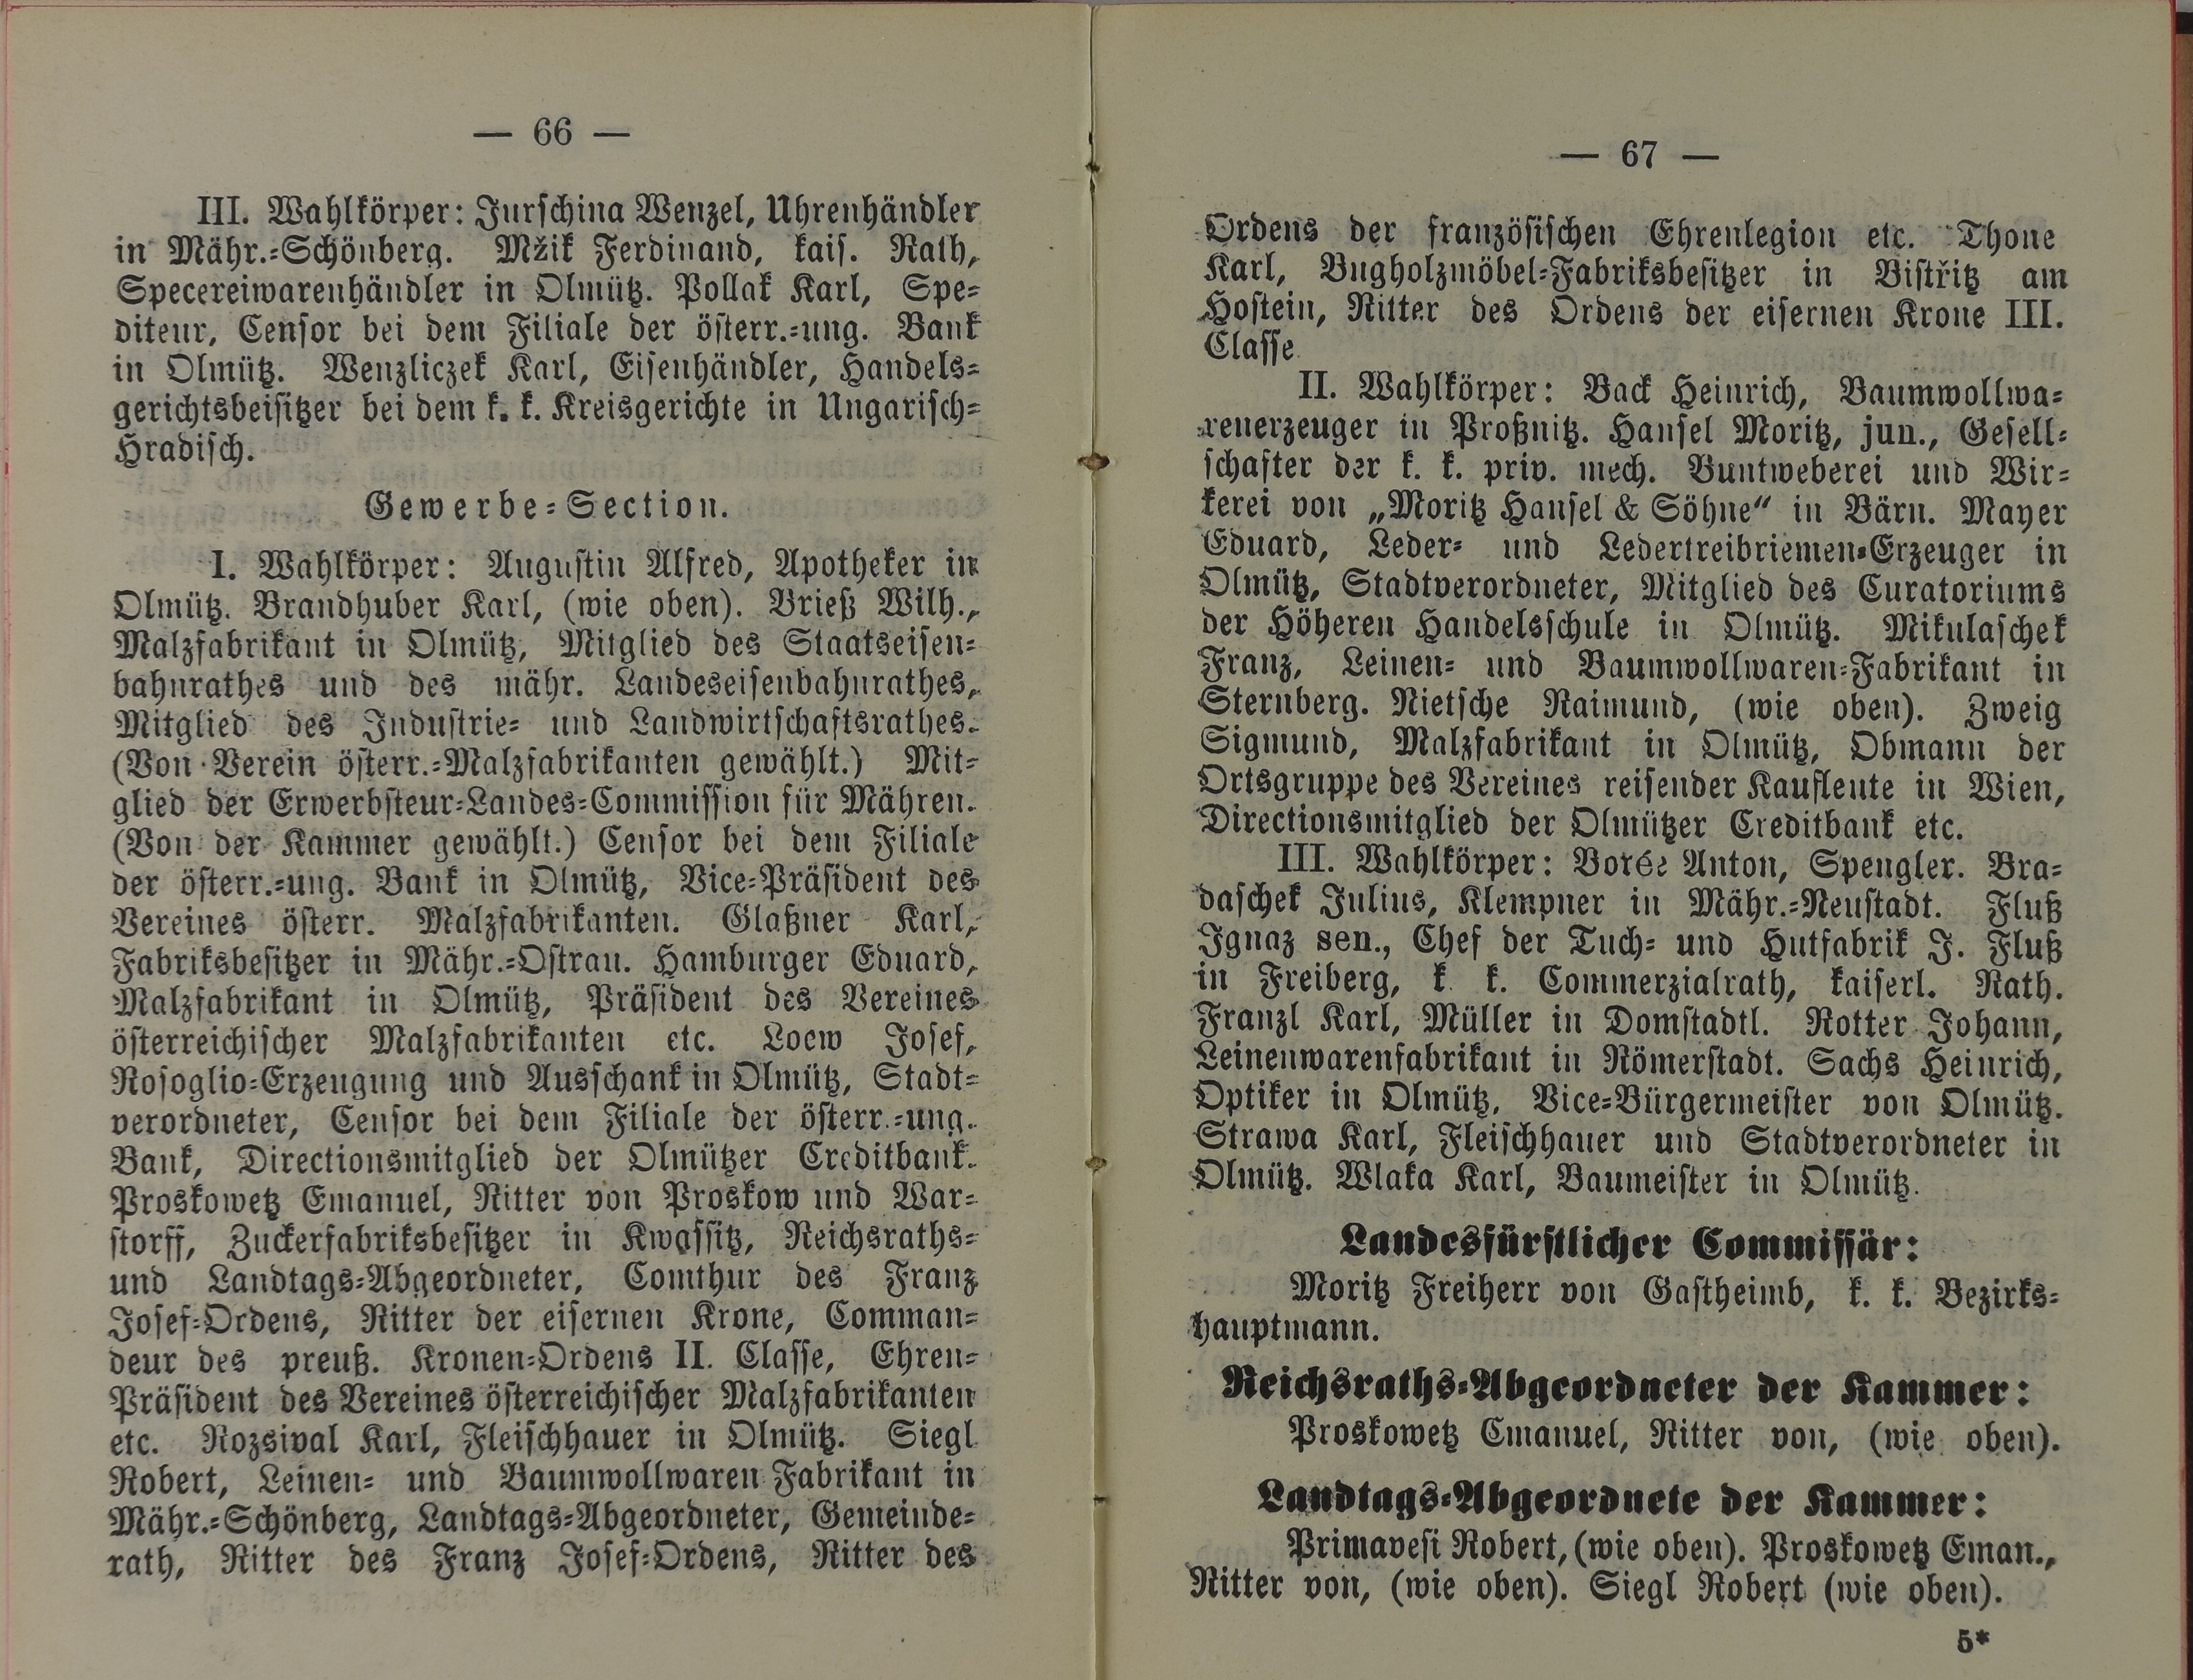 — 66 —
III. Wahlkörper: Jurschina Wenzel, Uhrenhändler
in Mähr.-Schönberg. Mžik Ferdinand, kais. Rath,
Specereiwarenhändler in Olmütz. Pollak Karl, Spe-
diteur, Censor bei dem Filiale der österr.-ung. Bank
in Olmütz. Wenzliczek Karl, Eisenhändler, Handels-
gerichtsbeisitzer bei dem k. k. Kreisgerichte in Ungarisch-
Hradisch.
Gewerbe-Section.
I. Wahlkörper: Augustin Alfred, Apotheker in
Olmütz. Brandhuber Karl, (wie oben). Brieß Wilh.,
Malzfabrikant in Olmütz, Mitglied des Staatseisen-
bahnrathes und des mähr. Landeseisenbahnrathes,
Mitglied des Industrie- und Landwirtschaftsrathes.
(Von Verein österr.-Malzfabrikanten gewählt.) Mit-
glied der Erwerbsteur-Landes-Commission für Mähren.
(Von der Kammer gewählt.) Censor bei dem Filiale
der österr.-ung. Bank in Olmütz, Vice-Präsident des
Vereines österr. Malzfabrikanten. Glaßner Karl,
Fabriksbesitzer in Mähr.-Ostrau. Hamburger Eduard,
Malzfabrikant in Olmütz, Präsident des Vereines
österreichischer Malzfabrikanten etc. Loew Josef,
Rosoglio-Erzeugung und Ausschank in Olmütz, Stadt-
verordneter, Censor bei dem Filiale der österr.-ung.
Bank, Directionsmitglied der Olmützer Creditbank.
Proskowetz Emanuel, Ritter von Proskow und War-
storff, Zuckerfabriksbesitzer in Kwassitz, Reichsraths-
und Landtags-Abgeordneter, Comthur des Franz
Josef-Ordens, Ritter der eisernen Krone, Comman-
deur des preuß. Kronen-Ordens II. Classe, Ehren-
Präsident des Vereines österreichischer Malzfabrikanten
etc. Rozsival Karl, Fleischhauer in Olmütz. Siegl
Robert, Leinen- und Baumwollwaren Fabrikant in
Mähr.-Schönberg, Landtags-Abgeordneter, Gemeinde-
rath, Ritter des Franz Josef-Ordens, Ritter des
— 67 —
Ordens der französischen Ehrenlegion etc. Thone
Karl, Bugholzmöbel-Fabriksbesitzer in Bistřitz am
Hostein, Ritter des Ordens der eisernen Krone III.
Classe.
II. Wahlkörper: Back Heinrich, Baumwollwa-
renerzeuger in Proßnitz. Hansel Moritz, jun., Gesell-
schafter der k. k. priv. mech. Buntweberei und Wir-
kerei von „Moritz Hansel & Söhne“ in Bärn. Mayer
Eduard, Leder- und Ledertreibriemen-Erzeuger in
Olmütz, Stadtverordneter, Mitglied des Curatoriums
der Höheren Handelsschule in Olmütz. Mikulaschek
Franz, Leinen- und Baumwollwaren-Fabrikant in
Sternberg. Nietsche Raimund, (wie oben). Zweig
Sigmund, Malzfabrikant in Olmütz, Obmann der
Ortsgruppe des Vereines reisender Kaufleute in Wien,
Directionsmitglied der Olmützer Creditbank etc.
III. Wahlkörper: Borée Anton, Spengler. Bra-
daschek Julius, Klempner in Mähr.-Neustadt. Fluß
Ignaz sen., Chef der Tuch- und Hutfabrik J. Fluß
in Freiberg, k. k. Commerzialrath, kaiserl. Rath.
Franzl Karl, Müller in Domstadtl. Rotter Johann,
Leinenwarenfabrikant in Römerstadt. Sachs Heinrich,
Optiker in Olmütz, Vice-Bürgermeister von Olmütz.
Strawa Karl, Fleischhauer und Stadtverordneter in
Olmütz. Wlaka Karl, Baumeister in Olmütz.
Landesfürstlicher Commissär:
Moritz Freiherr von Gastheimb, k. k. Bezirks-
hauptmann.
Reichsraths-Abgeordneter der Kammer:
Proskowetz Emanuel, Ritter von, (wie oben).
Landtags-Abgeordnete der Kammer:
Primavesi Robert, (wie oben). Proskowetz Eman.,
Ritter von, (wie oben). Siegl Robert (wie oben).
5*